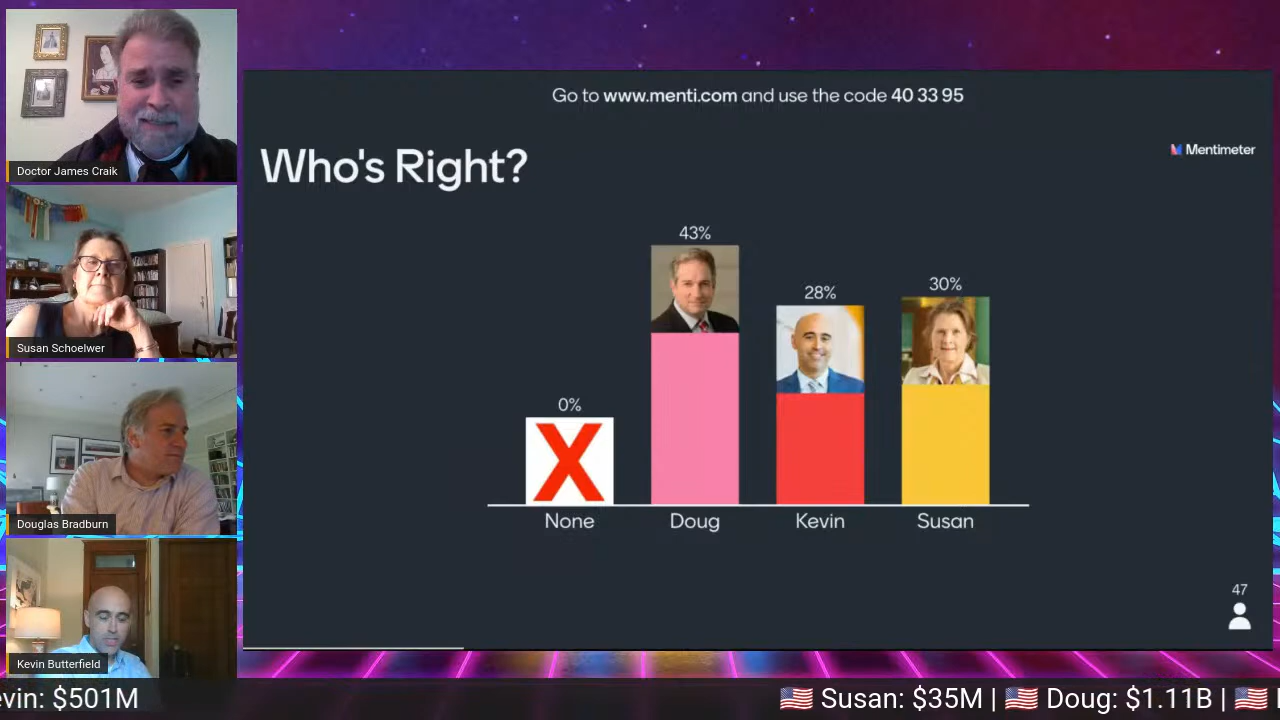 Doctor James Craik
Susan Schoelwer
Douglas Bradburn
Kevin Butterfield
Go to www.menti.com and use the code 40 33 95
Mentimeter
Who's Right?
43%
30%
28%
0%
X
None
Doug
Kevin
Susan
47
evin: $501M
Susan: $35M | 🇺🇸 Doug: $1.11B |